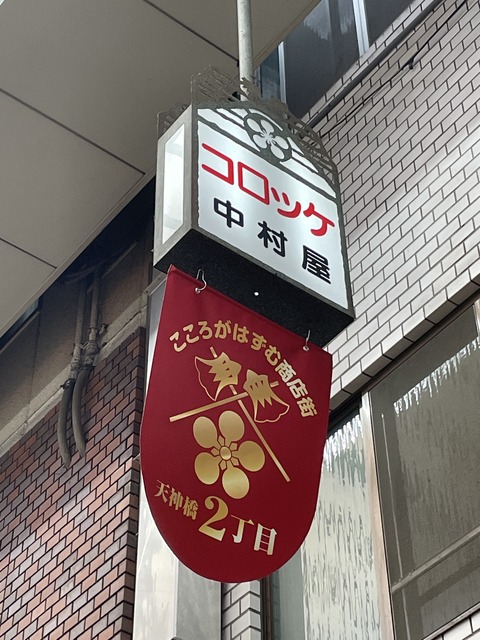 コロッケ
中村屋
こころがはずむ商店街
天神橋
2丁目